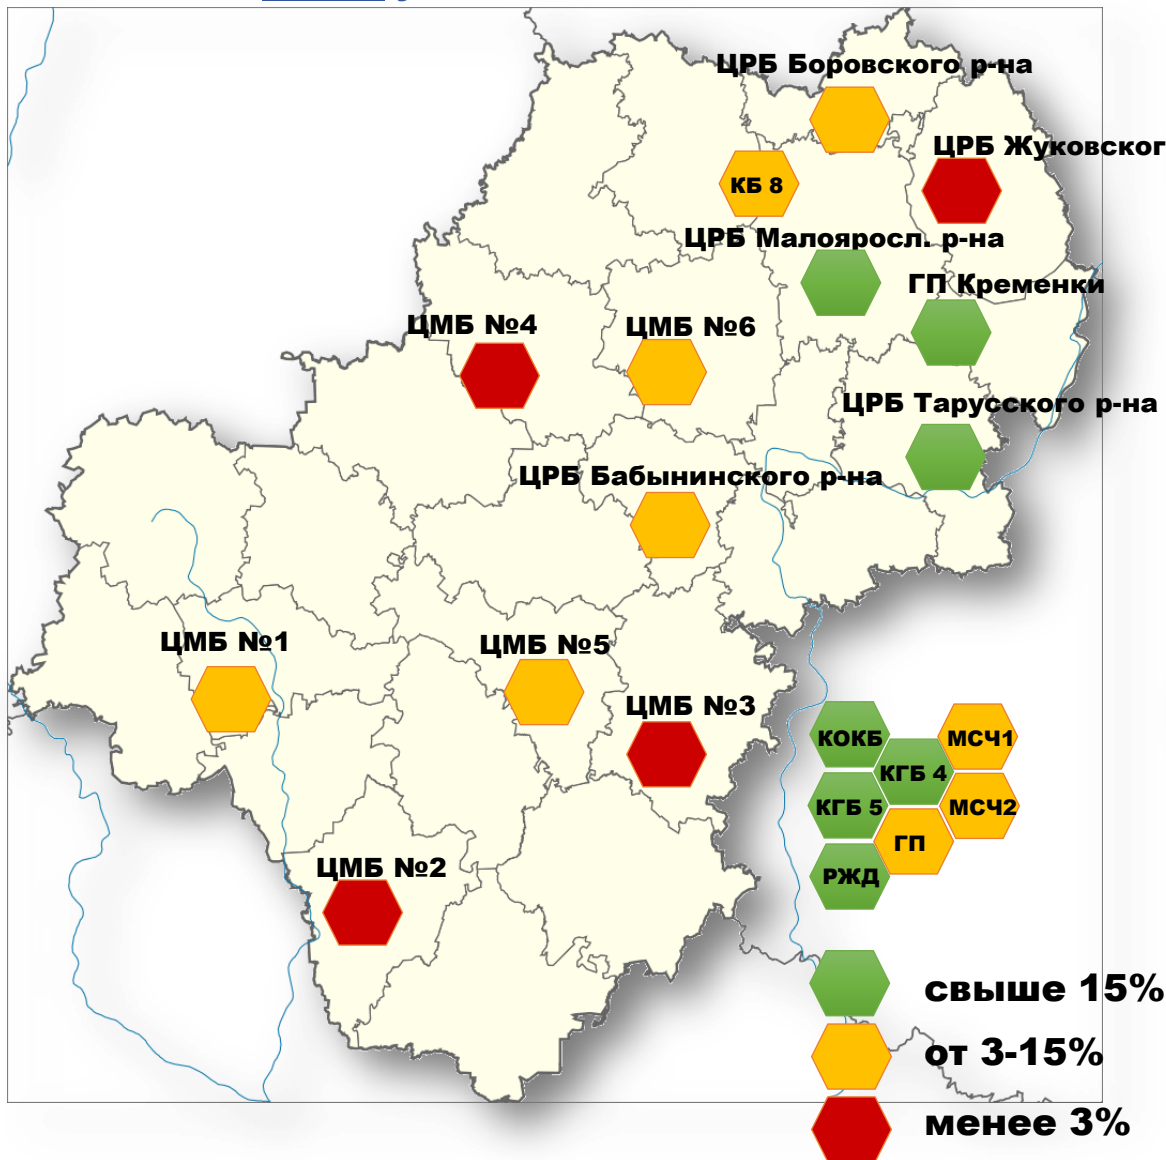 ЦРБ Боровского р-на
ЦРБ Жуковског
КБ 8
ЦРБ Малояросл. р-на
ГП Кременки
ЦМБ №4
ЦМБ №6
ЦРБ Тарусского р-на
ЦРБ Бабынинского р-на
ЦМБ №1
ЦМБ №5
ЦМБ №3
КОКБ
МСЧ1
КГБ 4
КГБ 5
МСЧ2
ГП
РЖД
ЦМБ №2
свыше 15%
от 3-15%
менее 3%